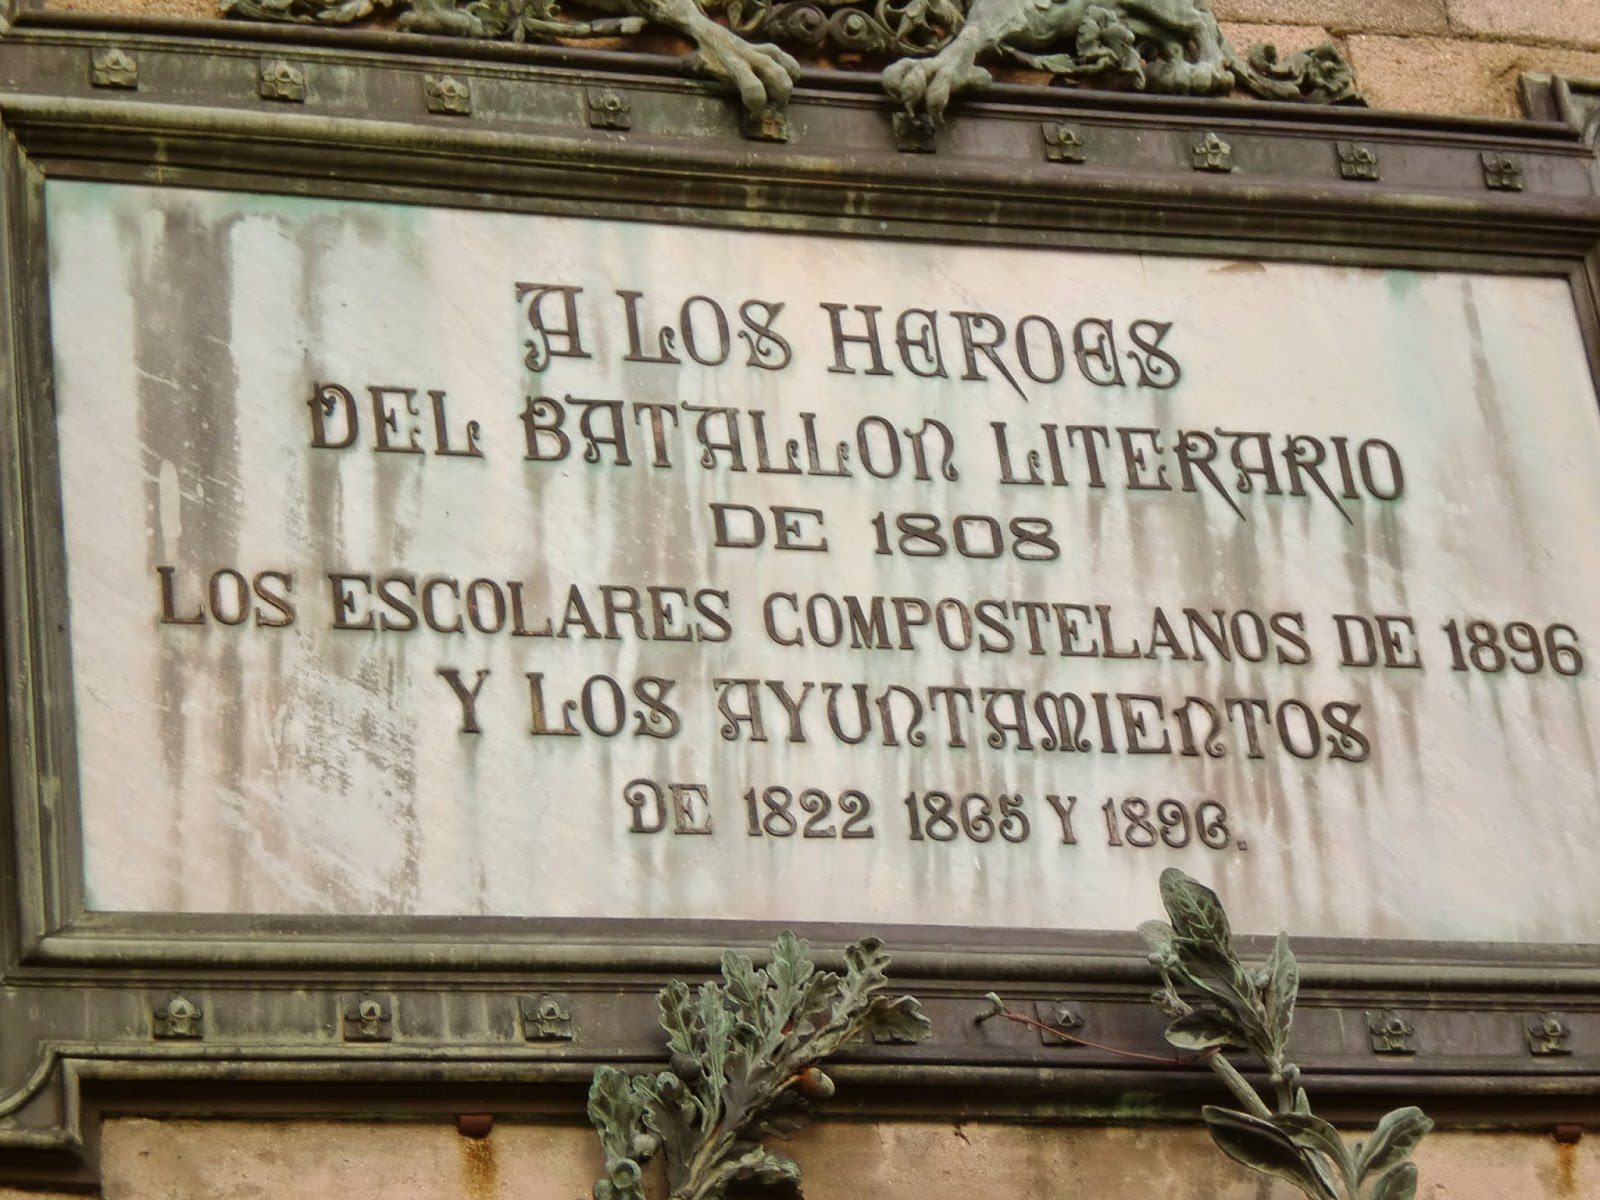 A LOS HEROES
DEL BATALLON LITERARIO
DE 1808
LOS ESCOLARES COMPOSTELANOS DE 1896
Y LOS AYUNTAMIENTOS
DE 1822 1865 Y 1896.